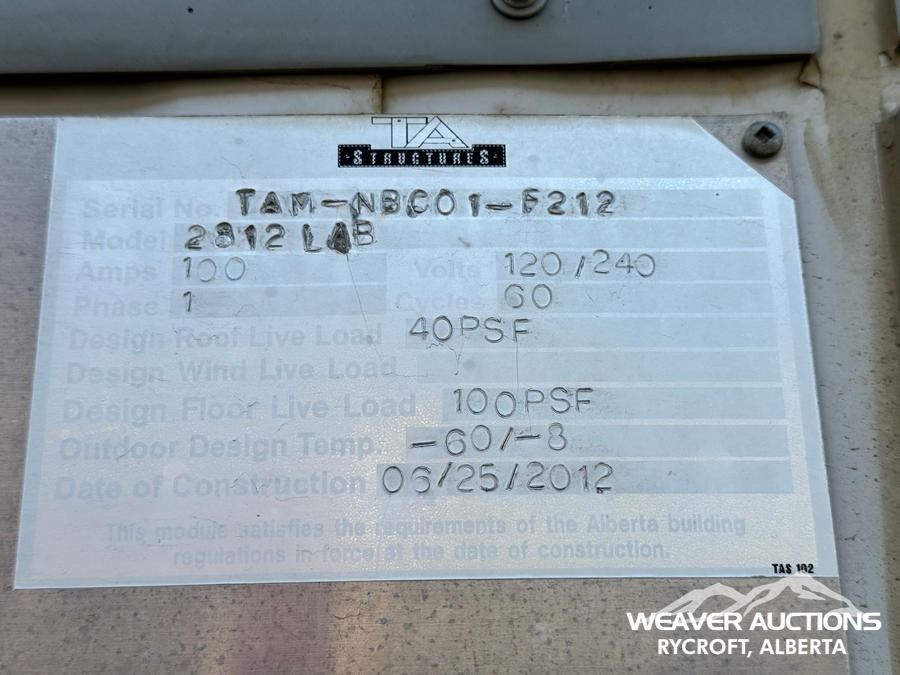 TA
STRUCTURES
Serial No. TAM-NBC01-F212
Model 2812 LAB
Amps 100 Volts 120/240
Phase 1 Cycles 60
Design Roof Live Load 40PSF
Design Wind Live Load
Design Floor Live Load 100PSF
Outdoor Design Temp. -60/-8
Date of Construction 06/25/2012
This module satisfies the requirements of the Alberta building
regulations in force at the date of construction.
TAS 102
WEAVER AUCTIONS
RYCROFT, ALBERTA